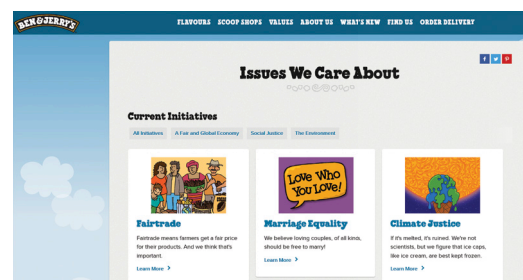 BEN & JERRY'S
FLAVOURS SCOOP SHOPS VALUES ABOUT US WHAT'S NEW FIND US ORDER DELIVERY
Issues We Care About
Current Initiatives
All Initiatives A Fair and Global Economy Social Justice The Environment
Love Who
You Love!
Fairtrade
Fairtrade means farmers get a fair price
for their products. And we think that's
important.
Learn More >
Marriage Equality
We believe loving couples, of all kinds,
should be free to marry!
Learn More >
Climate Justice
If it's melted, it's ruined. We're not
scientists, but we figure that ice caps,
like ice cream, are best kept frozen.
Learn More >